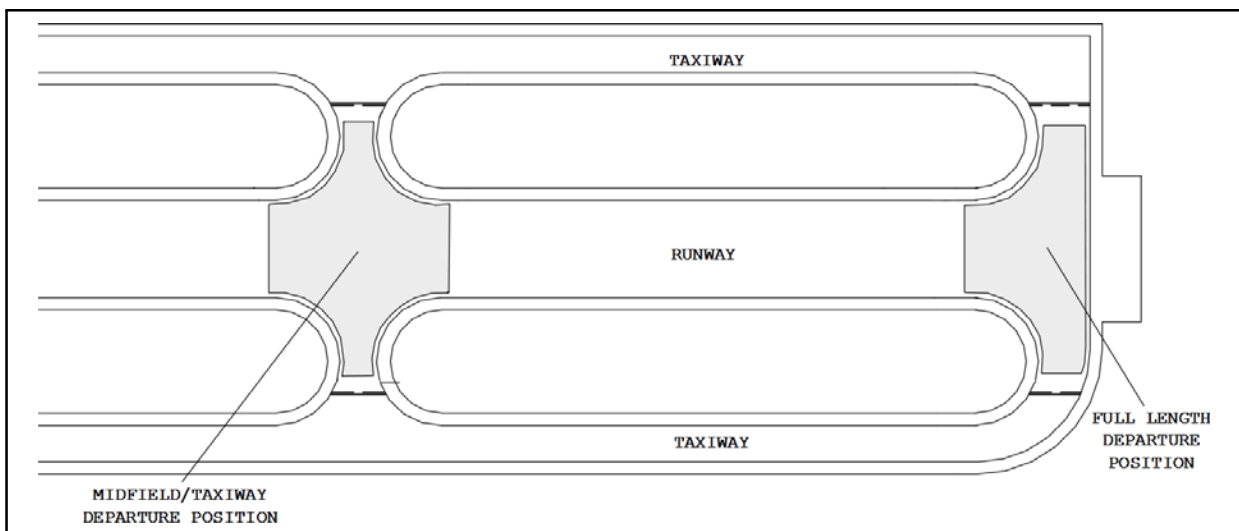 TAXIWAY
RUNWAY
FULL LENGTH
DEPARTURE
POSITION
TAXIWAY
MIDFIELD/TAXIWAY
DEPARTURE POSITION